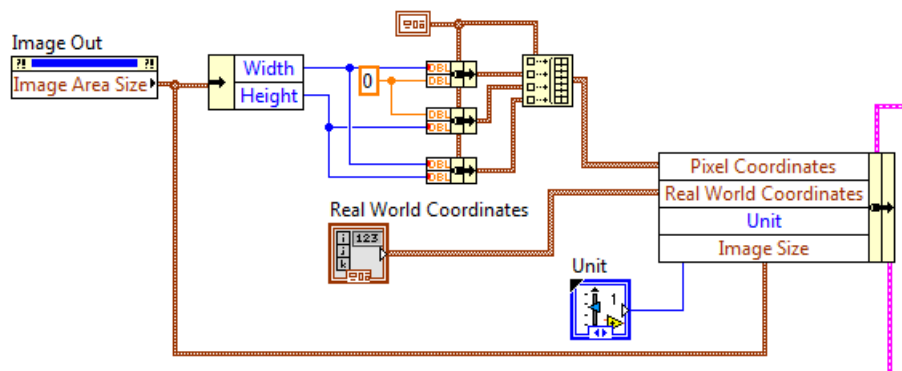 Image Out
?! ?!
Image Area Size
Width
Height
0
DBL
DBL
DBL
DBL
DBL
DBL
Pixel Coordinates
Real World Coordinates
Unit
Image Size
Real World Coordinates
i
j
k
123
Unit
1